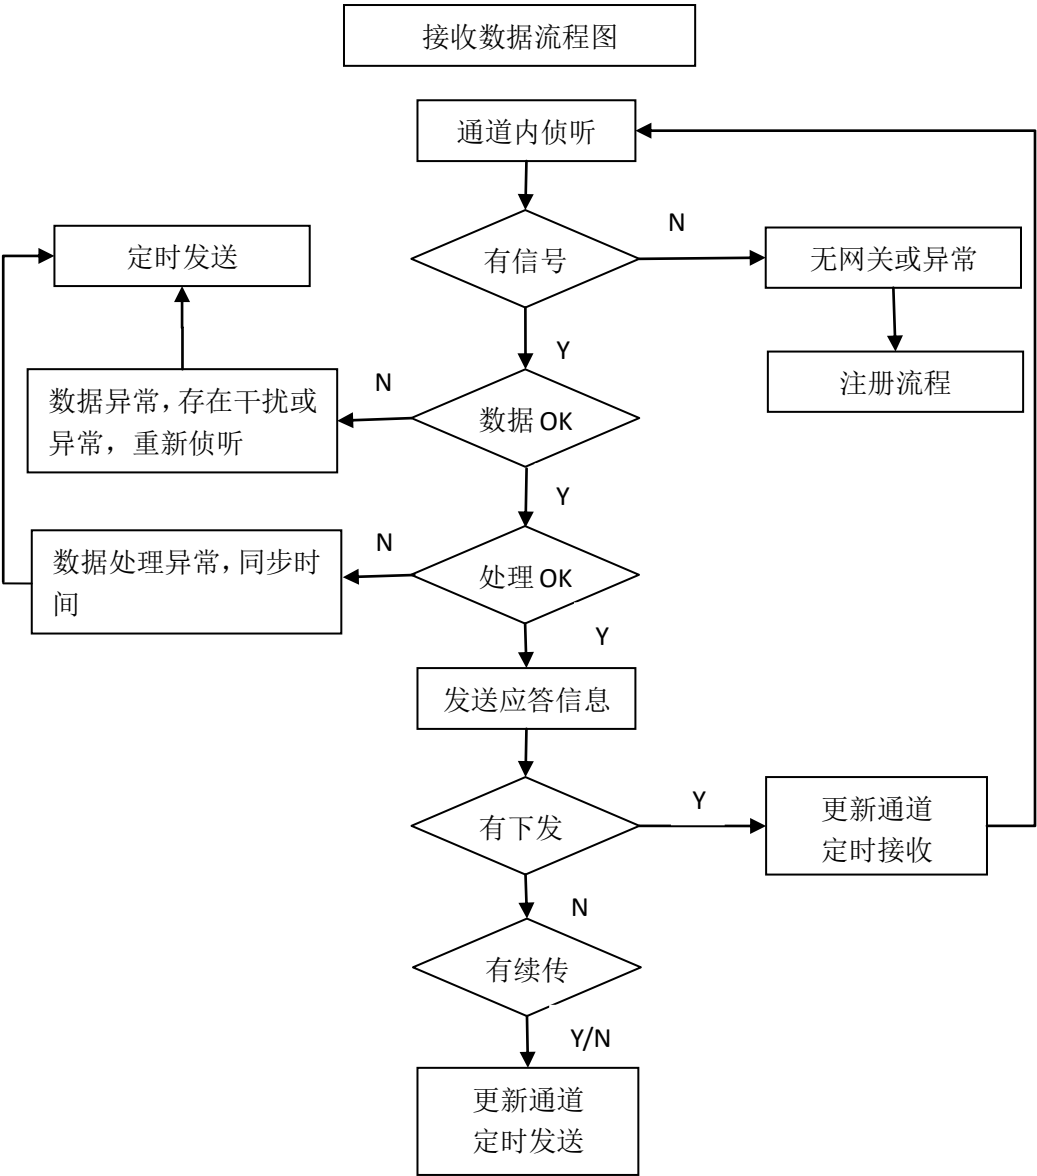 接收数据流程图
通道内侦听
有信号
N
无网关或异常
注册流程
定时发送
Y
数据 OK
N
数据异常，存在干扰或
异常，重新侦听
Y
处理 OK
N
数据处理异常，同步时
间
Y
发送应答信息
有下发
Y
更新通道
定时接收
N
有续传
Y/N
更新通道
定时发送